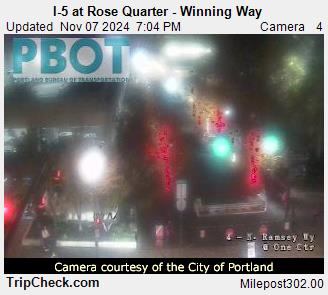 I-5 at Rose Quarter - Winning Way
Updated Nov 07 2024 7:04 PM Camera 4
PBOT
PORTLAND BUREAU OF TRANSPORTATION
4 - N. Ramsey Wy
@ One Ctr
Camera courtesy of the City of Portland
TripCheck.com Milepost302.00